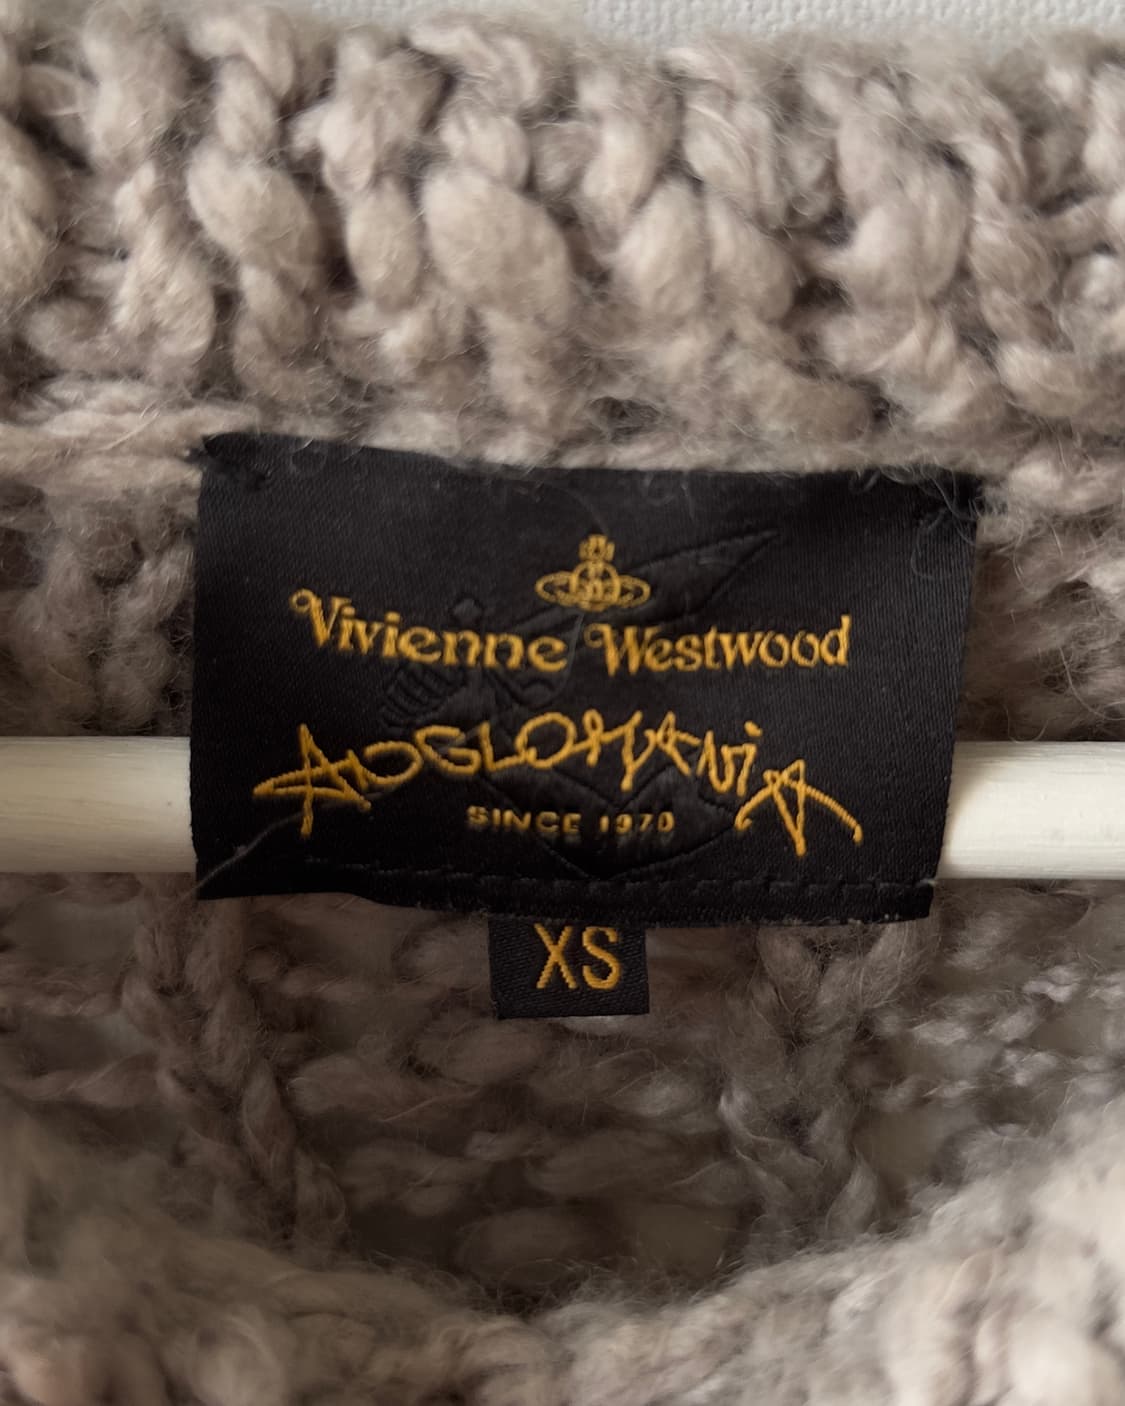 Vivienne Westwood
ANGLOMANIA
SINCE 1970
XS